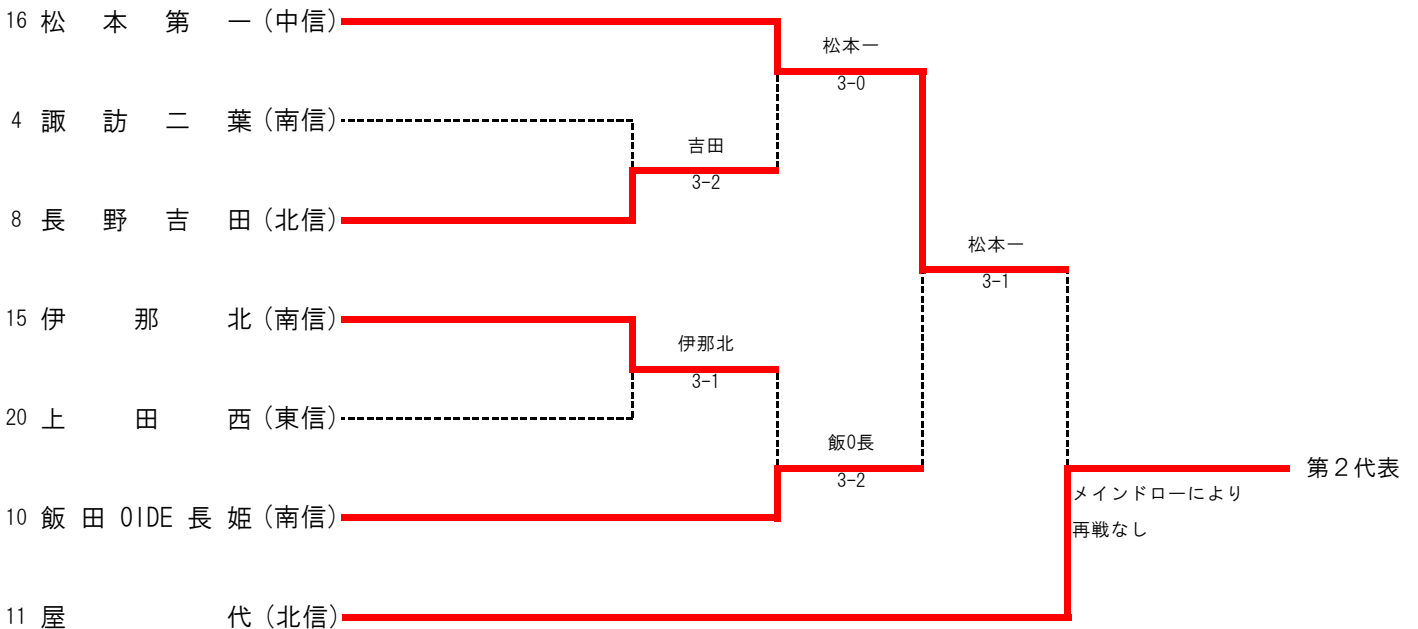 16 松本第一(中信)
松本一
3-0
4 諏訪二葉(南信)
吉田
3-2
8 長野吉田(北信)
松本一
3-1
15 伊那北(南信)
伊那北
3-1
20 上田西(東信)
飯O長
3-2
第2代表
メインドローにより
再戦なし
10 飯田OIDE長姫(南信)
11 屋代(北信)